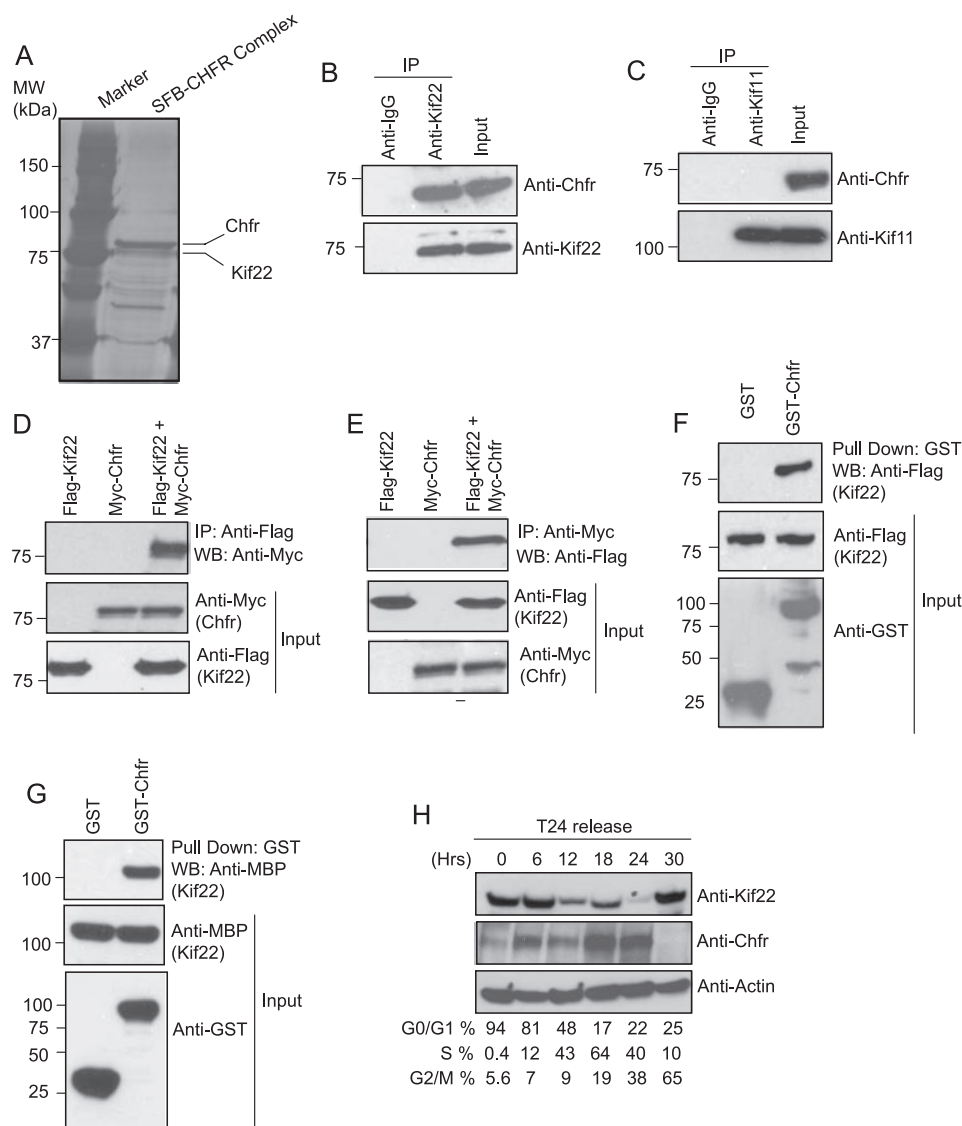 A
MW
(kDa)
Marker
SFB-CHFR Complex
150
100
75
37
Chfr
Kif22
B
IP
Anti-IgG
Anti-Kif22
Input
75
Anti-Chfr
75
Anti-Kif22
C
IP
Anti-IgG
Anti-Kif11
Input
75
Anti-Chfr
100
Anti-Kif11
D
Flag-Kif22
Myc-Chfr
Flag-Kif22 +
Myc-Chfr
75
IP: Anti-Flag
WB: Anti-Myc
75
Anti-Myc
(Chfr)
75
Anti-Flag
(Kif22)
Input
E
Flag-Kif22
Myc-Chfr
Flag-Kif22 +
Myc-Chfr
IP: Anti-Myc
WB: Anti-Flag
Anti-Flag
(Kif22)
Anti-Myc
(Chfr)
Input
F
GST
GST-Chfr
75
Pull Down: GST
WB: Anti-Flag
(Kif22)
75
Anti-Flag
(Kif22)
100
75
50
25
Anti-GST
Input
G
GST
GST-Chfr
100
Pull Down: GST
WB: Anti-MBP
(Kif22)
100
Anti-MBP
(Kif22)
100
75
50
25
Anti-GST
Input
H
T24 release
(Hrs) 0 6 12 18 24 30
Anti-Kif22
Anti-Chfr
Anti-Actin
G0/G1 % 94 81 48 17 22 25
S % 0.4 12 43 64 40 10
G2/M % 5.6 7 9 19 38 65